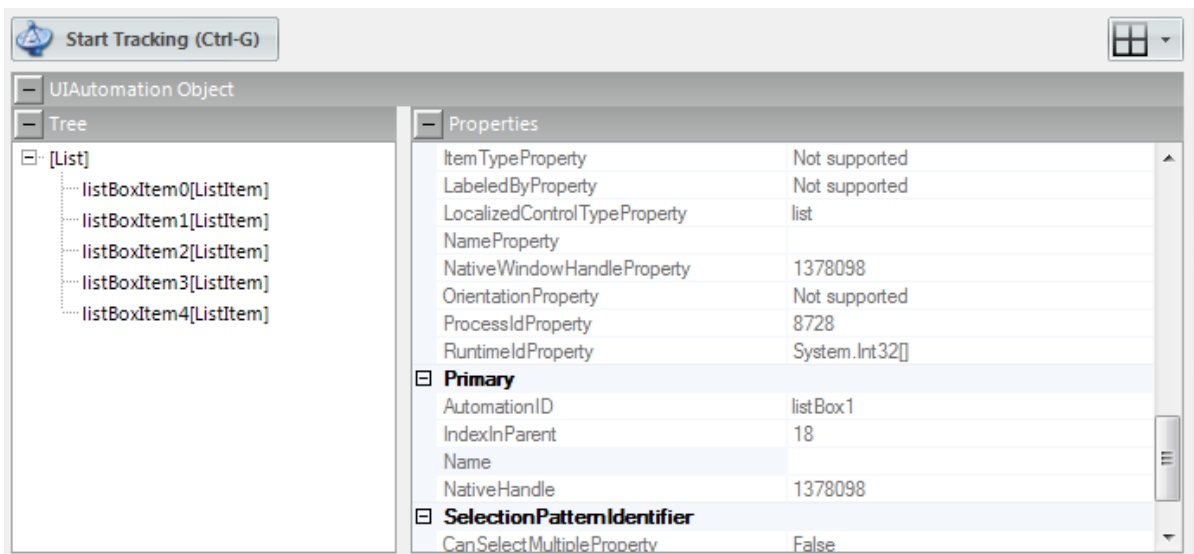 Start Tracking (Ctrl-G)
UIAutomation Object
Tree
[List]
listBoxItem0[ListItem]
listBoxItem1[ListItem]
listBoxItem2[ListItem]
listBoxItem3[ListItem]
listBoxItem4[ListItem]
Properties
ItemTypeProperty Not supported
LabeledByProperty Not supported
LocalizedControlTypeProperty list
NameProperty
NativeWindowHandleProperty 1378098
OrientationProperty Not supported
ProcessIdProperty 8728
RuntimeIdProperty System.Int32[]
Primary
AutomationID listBox1
IndexInParent 18
Name
NativeHandle 1378098
SelectionPatternIdentifier
CanSelectMultipleProperty False